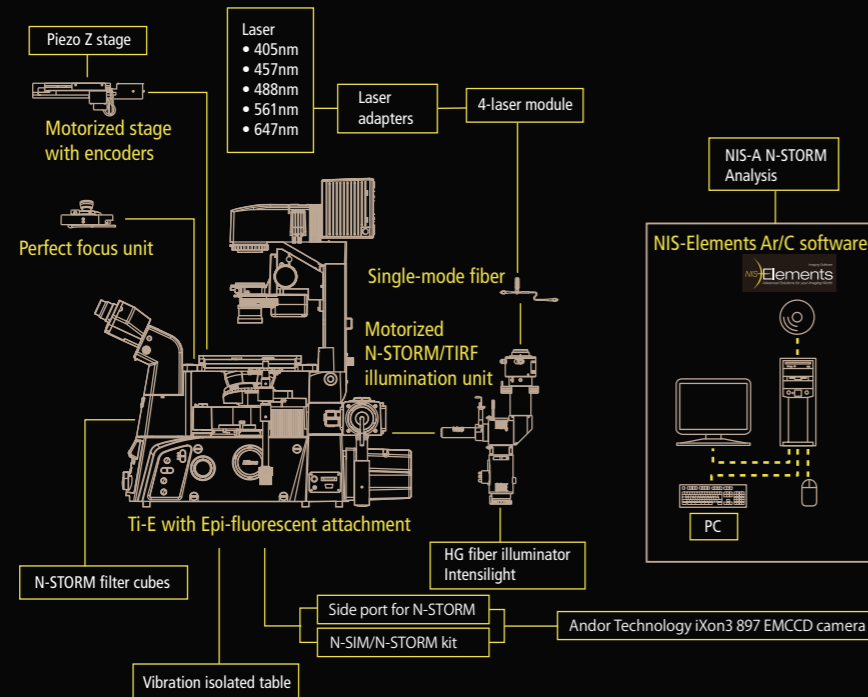 Piezo Z stage
Motorized stage
with encoders
Perfect focus unit
Laser
• 405nm
• 457nm
• 488nm
• 561nm
• 647nm
Laser
adapters
4-laser module
Single-mode fiber
Motorized
N-STORM/TIRF
illumination unit
Ti-E with Epi-fluorescent attachment
N-STORM filter cubes
HG fiber illuminator
Intensilight
Side port for N-STORM
N-SIM/N-STORM kit
Andor Technology iXon3 897 EMCCD camera
Vibration isolated table
NIS-A N-STORM
Analysis
NIS-Elements Ar/C software
NIS-Elements
PC